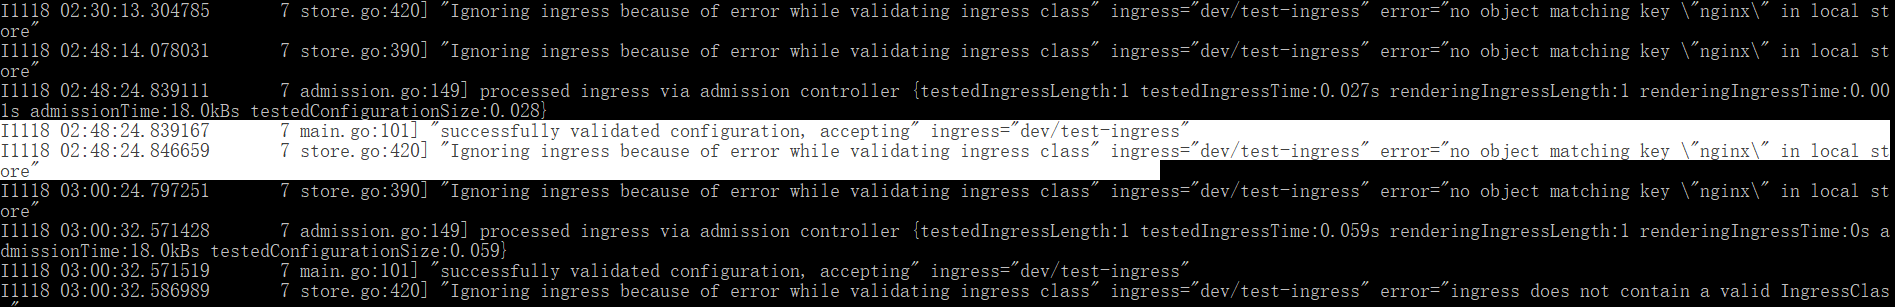 I1118 02:30:13.304785       7 store.go:420] "Ignoring ingress because of error while validating ingress class" ingress="dev/test-ingress" error="no object matching key \"nginx\" in local st
ore"
I1118 02:48:14.078031       7 store.go:390] "Ignoring ingress because of error while validating ingress class" ingress="dev/test-ingress" error="no object matching key \"nginx\" in local st
ore"
I1118 02:48:24.839111       7 admission.go:149] processed ingress via admission controller {testedIngressLength:1 testedIngressTime:0.027s renderingIngressLength:1 renderingIngressTime:0.00
1s admissionTime:18.0kBs testedConfigurationSize:0.028}
I1118 02:48:24.839167       7 main.go:101] "successfully validated configuration, accepting" ingress="dev/test-ingress"
I1118 02:48:24.846659       7 store.go:420] "Ignoring ingress because of error while validating ingress class" ingress="dev/test-ingress" error="no object matching key \"nginx\" in local st
ore"
I1118 03:00:24.797251       7 store.go:390] "Ignoring ingress because of error while validating ingress class" ingress="dev/test-ingress" error="no object matching key \"nginx\" in local st
ore"
I1118 03:00:32.571428       7 admission.go:149] processed ingress via admission controller {testedIngressLength:1 testedIngressTime:0.059s renderingIngressLength:1 renderingIngressTime:0s a
dmissionTime:18.0kBs testedConfigurationSize:0.059}
I1118 03:00:32.571519       7 main.go:101] "successfully validated configuration, accepting" ingress="dev/test-ingress"
I1118 03:00:32.586989       7 store.go:420] "Ignoring ingress because of error while validating ingress class" ingress="dev/test-ingress" error="ingress does not contain a valid IngressClas